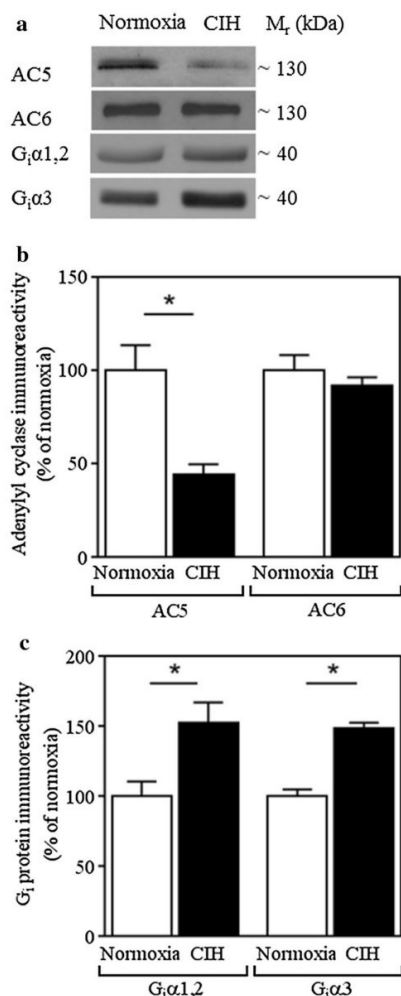 a
Normoxia CIH Mr (kDa)
AC5 ~ 130
AC6 ~ 130
Giα1,2 ~ 40
Giα3 ~ 40
b
Adenylyl cyclase immunoreactivity
(% of normoxia)
150
100
50
0
*
Normoxia CIH Normoxia CIH
AC5 AC6
c
Gi protein immunoreactivity
(% of normoxia)
200
150
100
50
0
* *
Normoxia CIH Normoxia CIH
Giα1,2 Giα3